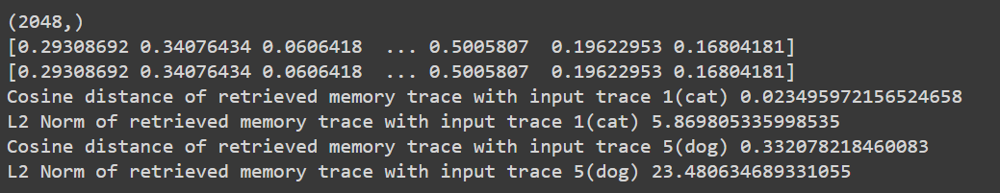 (2048,)
[0.29308692 0.34076434 0.0606418  ... 0.5005807  0.19622953 0.16804181]
[0.29308692 0.34076434 0.0606418  ... 0.5005807  0.19622953 0.16804181]
Cosine distance of retrieved memory trace with input trace 1(cat) 0.023495972156524658
L2 Norm of retrieved memory trace with input trace 1(cat) 5.869805335998535
Cosine distance of retrieved memory trace with input trace 5(dog) 0.332078218460083
L2 Norm of retrieved memory trace with input trace 5(dog) 23.480634689331055